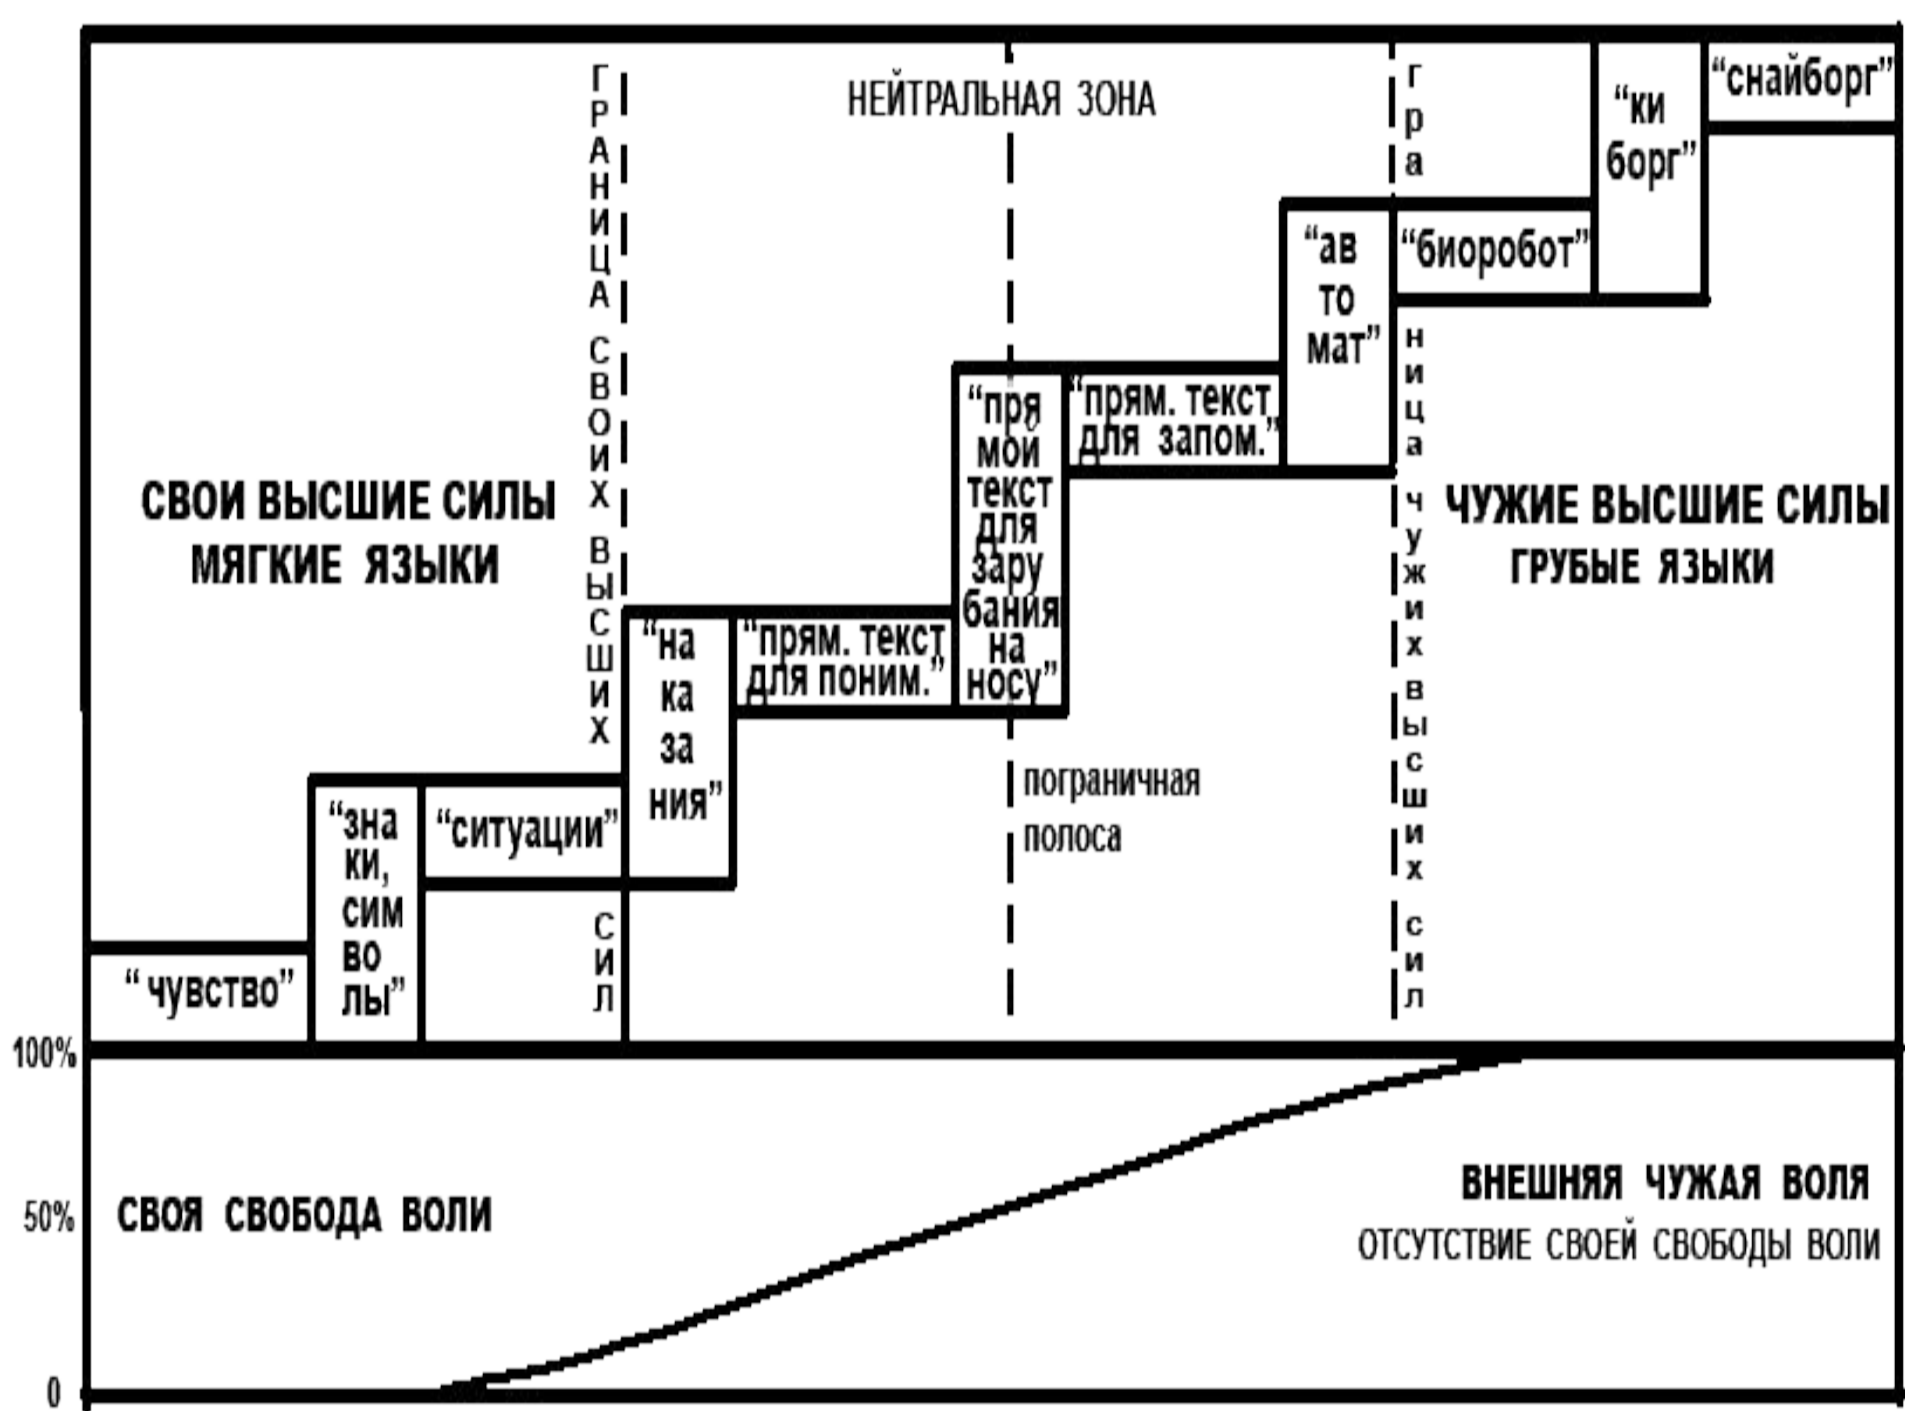 НЕЙТРАЛЬНАЯ ЗОНА
ГРАНИЦА СВОИХ ВЫСШИХ СИЛ
гра ница чужих высших сил
“снайборг”
“ки
борг”
“биоробот”
“ав
то
мат”
“прям. текст
для запом.”
“пря
мой
текст
для
зару
бания
на
носу”
СВОИ ВЫСШИЕ СИЛЫ
МЯГКИЕ ЯЗЫКИ
ЧУЖИЕ ВЫСШИЕ СИЛЫ
ГРУБЫЕ ЯЗЫКИ
“на
ка
за
ния”
“прям. текст
для поним.”
пограничная
полоса
“зна
ки,
сим
во
лы”
“ситуации”
“ чувство”
100%
50%
0
СВОЯ СВОБОДА ВОЛИ
ВНЕШНЯЯ ЧУЖАЯ ВОЛЯ
ОТСУТСТВИЕ СВОЕЙ СВОБОДЫ ВОЛИ